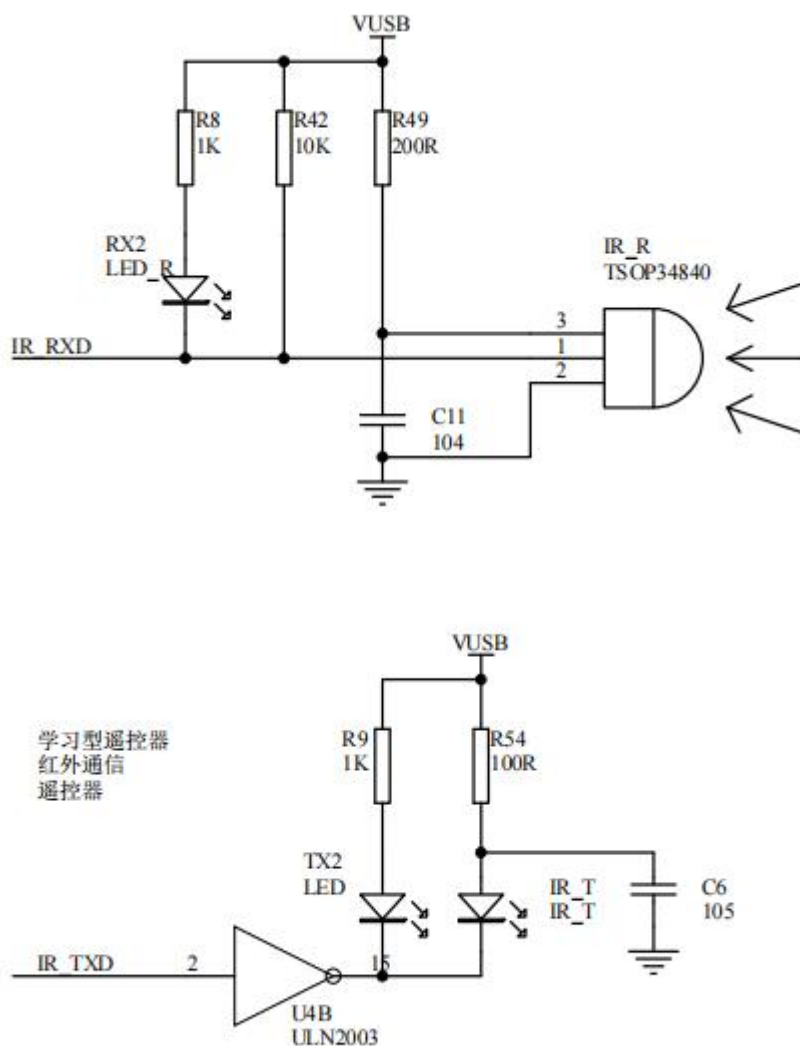 VUSB
R8
1K
R42
10K
R49
200R
RX2
LED_R
IR_R
TSOP34840
IR_RXD
3
1
2
C11
104
VUSB
学习型遥控器
红外通信
遥控器
R9
1K
R54
100R
TX2
LED
IR_T
IR_T
C6
105
IR_TXD
2
15
U4B
ULN2003